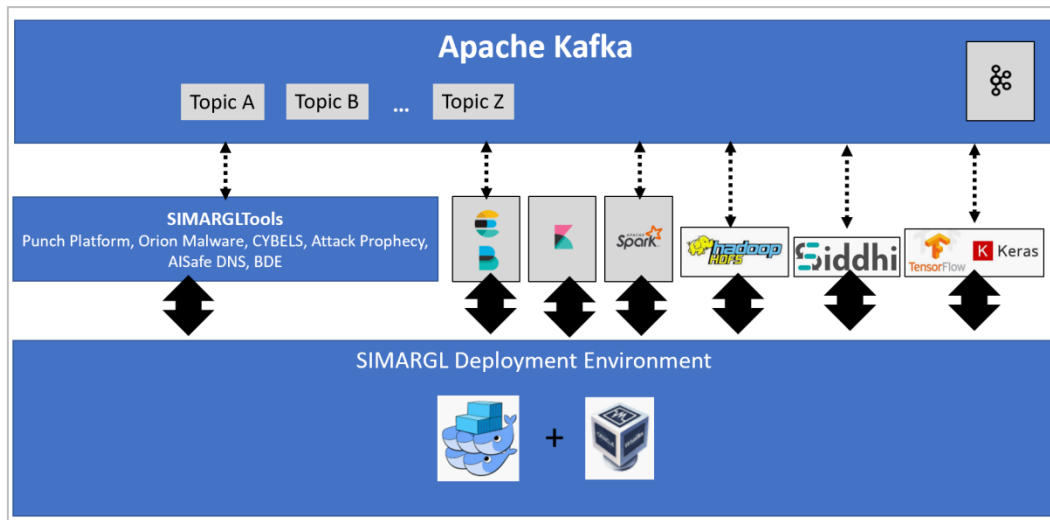 Apache Kafka
Topic A
Topic B
...
Topic Z
SIMARGLTools
Punch Platform, Orion Malware, CYBELS, Attack Prophecy,
AISafe DNS, BDE
APACHE
Spark
hadoop
HDFS
Siddhi
TensorFlow
K Keras
SIMARGL Deployment Environment
+